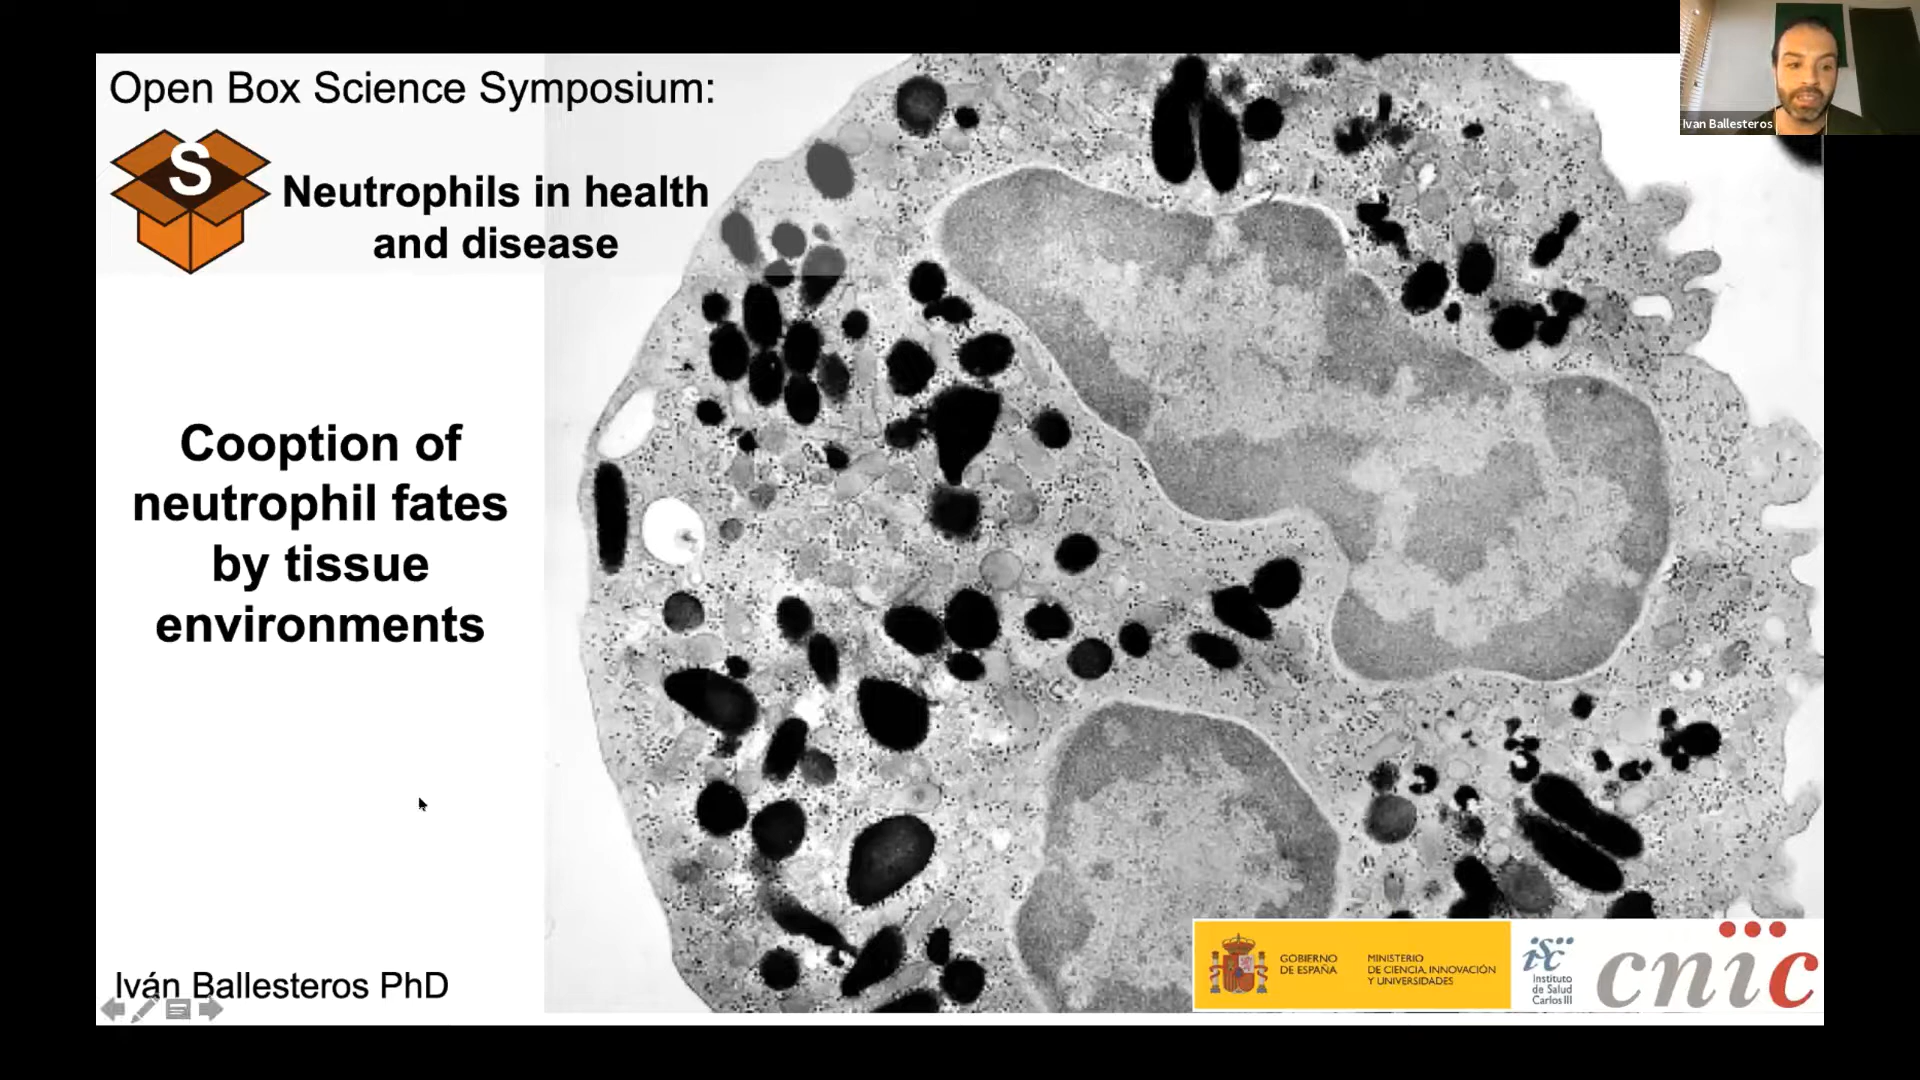 Open Box Science Symposium:
S
Neutrophils in health
and disease
Cooption of
neutrophil fates
by tissue
environments
Iván Ballesteros PhD
Ivan Ballesteros
GOBIERNO
DE ESPAÑA
MINISTERIO
DE CIENCIA, INNOVACIÓN
Y UNIVERSIDADES
isc
Instituto
de Salud
Carlos III
cnic